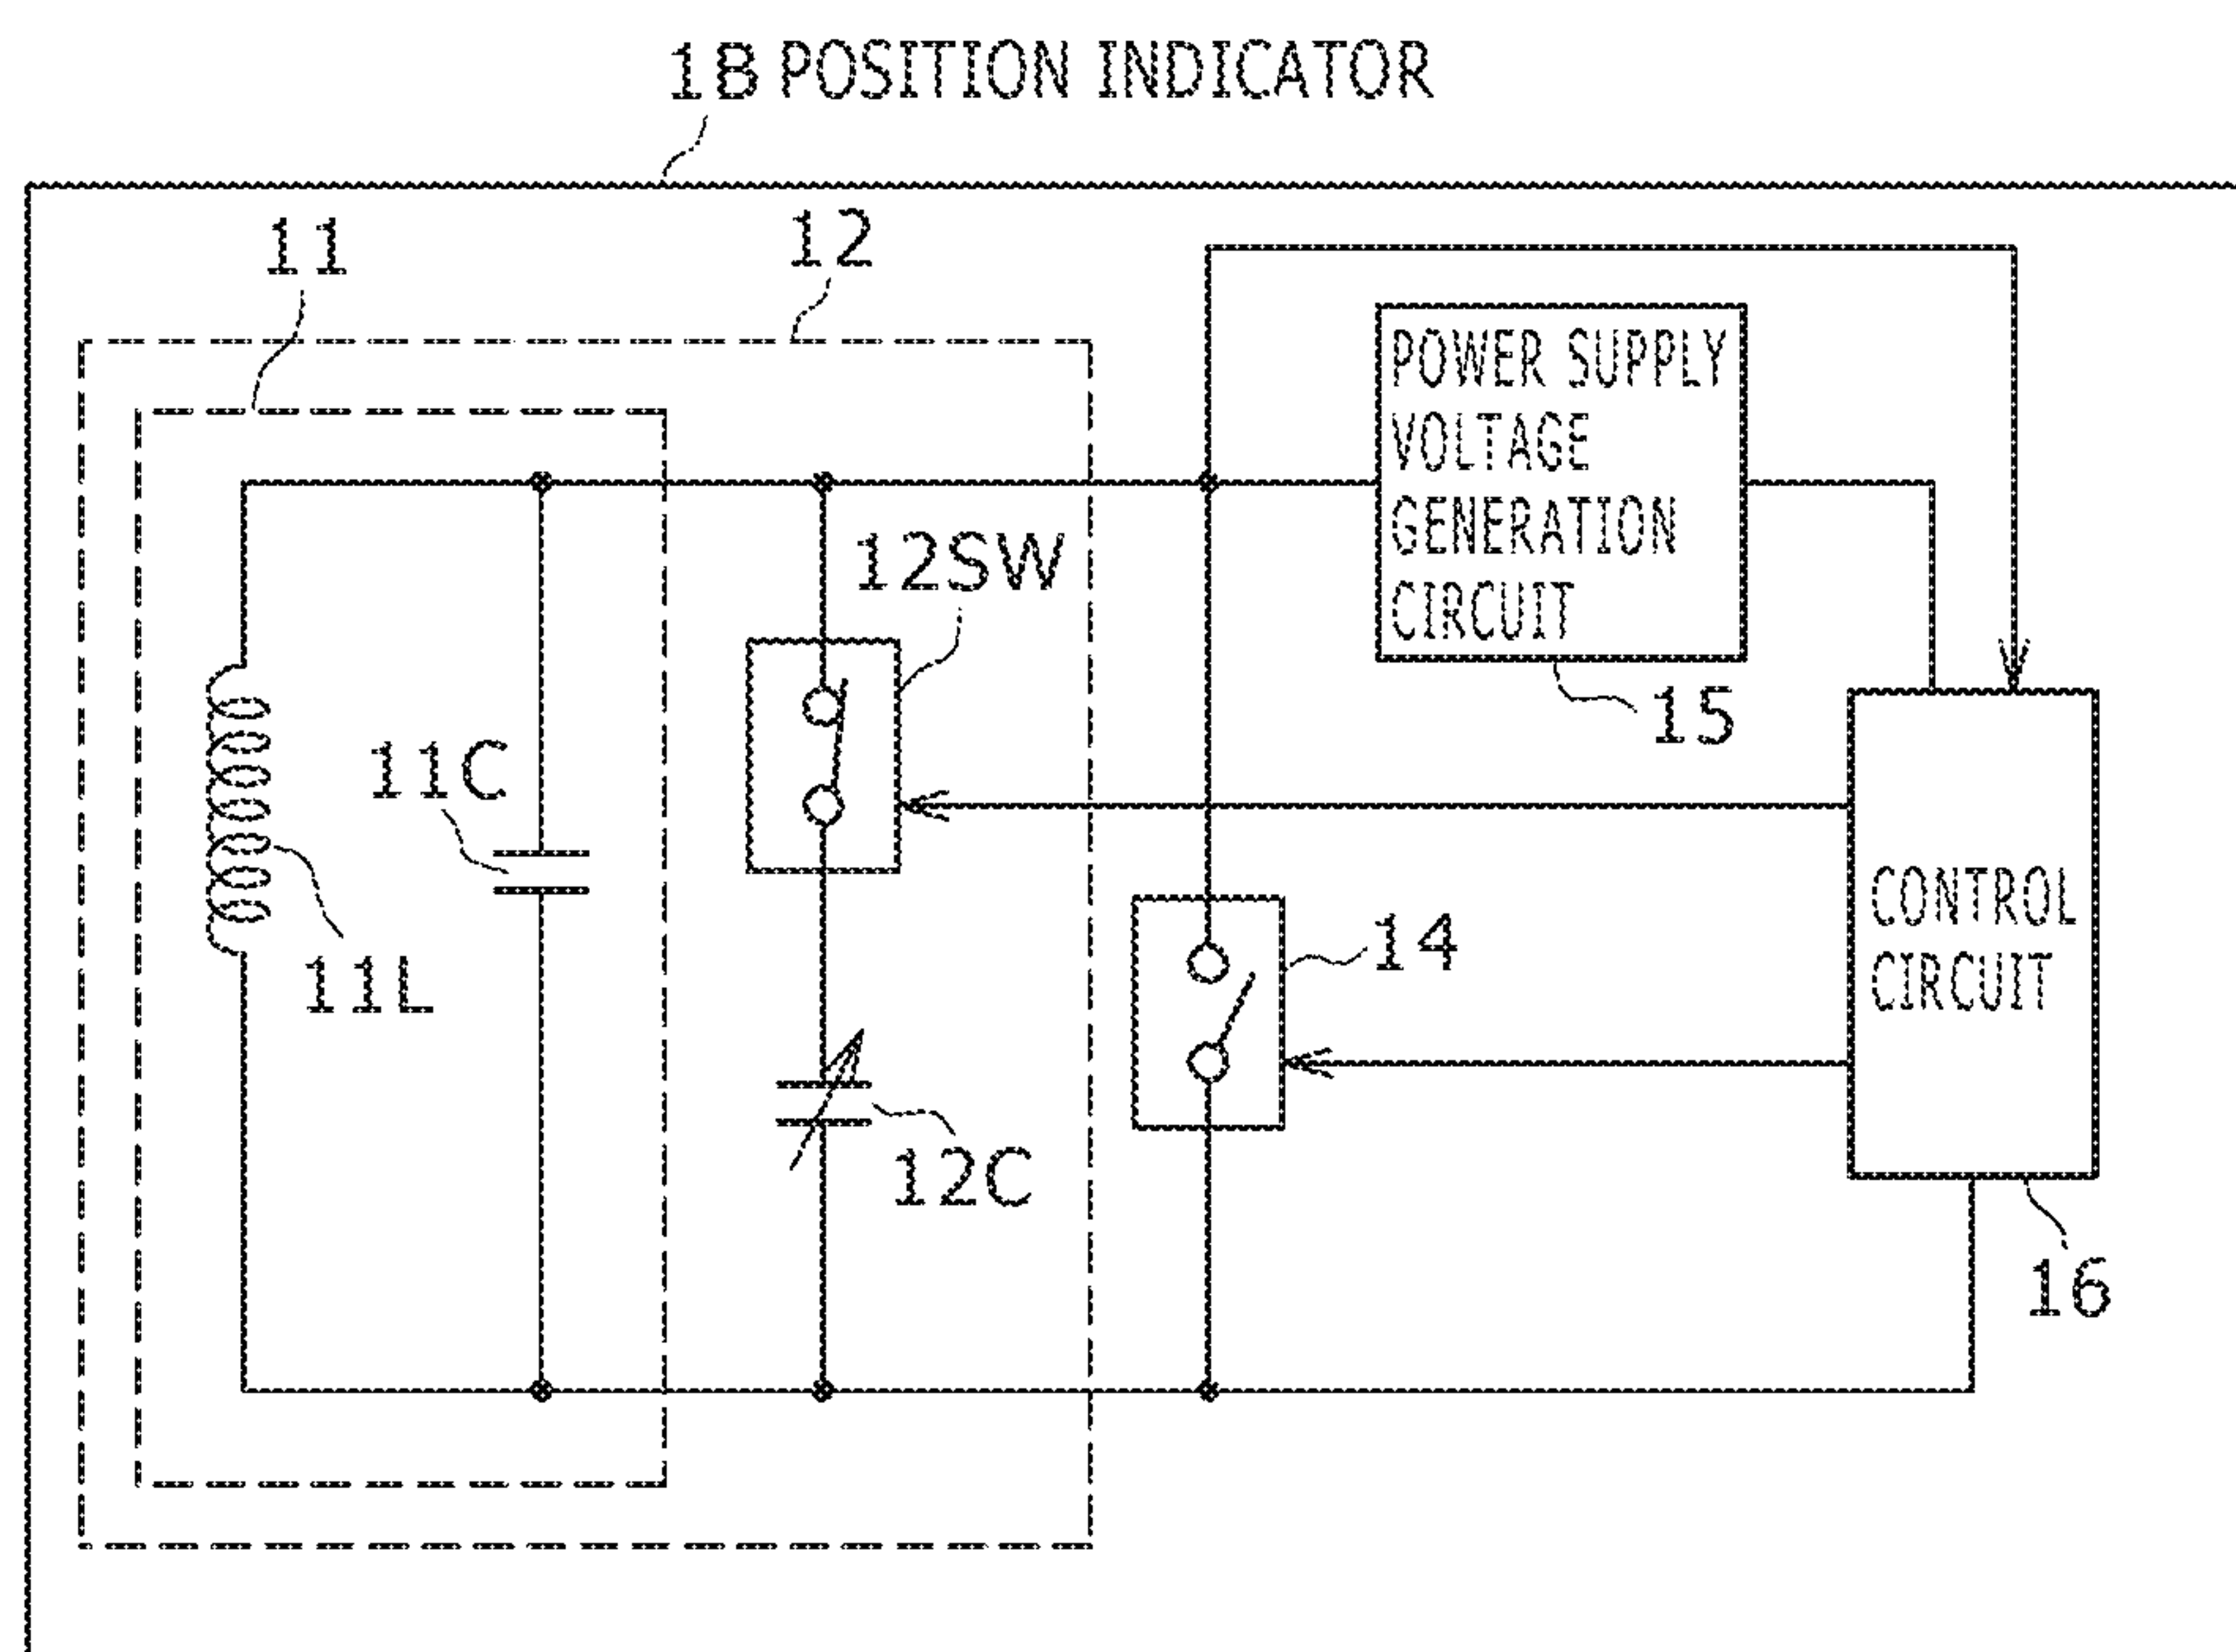 1B POSITION INDICATOR
11
12
POWER SUPPLY
VOLTAGE
GENERATION
CIRCUIT
12SW
15
11C
CONTROL
CIRCUIT
14
11L
12C
16